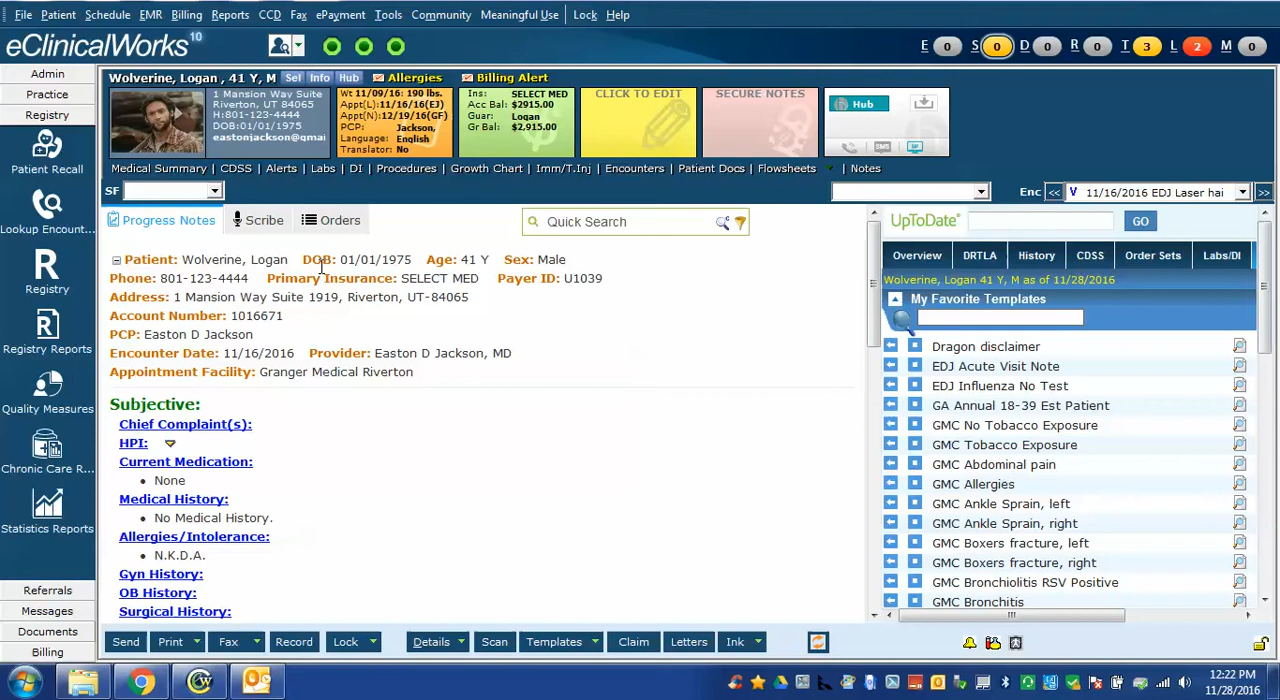 File Patient Schedule EMR Billing Reports CCD Fax ePayment Tools Community Meaningful Use Lock Help
eClinicalWorks 10 E 0 S 0 D 0 R 0 T 3 L 2 M 0
Admin
Practice
Registry
Patient Recall
Lookup Encount...
Registry
Registry Reports
Quality Measures
Chronic Care R...
Statistics Reports
Referrals
Messages
Documents
Billing
Wolverine, Logan , 41 Y, M Sel Info Hub Allergies Billing Alert
1 Mansion Way Suite
Riverton, UT 84065
H:801-123-4444
DOB:01/01/1975
eastonjackson@gmai
Wt 11/09/16: 190 lbs.
Appt(L):11/16/16(EJ)
Appt(N):12/19/16(GF)
PCP: Jackson,
Language: English
Translator: No
Ins: SELECT MED
Acc Bal: $2915.00
Guar: Logan
Gr Bal: $2,915.00
CLICK TO EDIT
SECURE NOTES
Hub
SMS
Medical Summary CDSS Alerts Labs DI Procedures Growth Chart Imm/T.Inj Encounters Patient Docs Flowsheets Notes
SF Enc << V 11/16/2016 EDJ Laser hai >>
Progress Notes Scribe Orders Quick Search
Patient: Wolverine, Logan DOB: 01/01/1975 Age: 41 Y Sex: Male
Phone: 801-123-4444 Primary Insurance: SELECT MED Payer ID: U1039
Address: 1 Mansion Way Suite 1919, Riverton, UT-84065
Account Number: 1016671
PCP: Easton D Jackson
Encounter Date: 11/16/2016 Provider: Easton D Jackson, MD
Appointment Facility: Granger Medical Riverton
Subjective:
Chief Complaint(s):
HPI:
Current Medication:
• None
Medical History:
• No Medical History.
Allergies/Intolerance:
• N.K.D.A.
Gyn History:
OB History:
Surgical History:
UpToDate® GO
Overview DRTLA History CDSS Order Sets Labs/DI
Wolverine, Logan 41 Y, M as of 11/28/2016
My Favorite Templates
Dragon disclaimer
EDJ Acute Visit Note
EDJ Influenza No Test
GA Annual 18-39 Est Patient
GMC No Tobacco Exposure
GMC Tobacco Exposure
GMC Abdominal pain
GMC Allergies
GMC Ankle Sprain, left
GMC Ankle Sprain, right
GMC Boxers fracture, left
GMC Boxers fracture, right
GMC Bronchiolitis RSV Positive
GMC Bronchitis
Send Print Fax Record Lock Details Scan Templates Claim Letters Ink
12:22 PM
11/28/2016